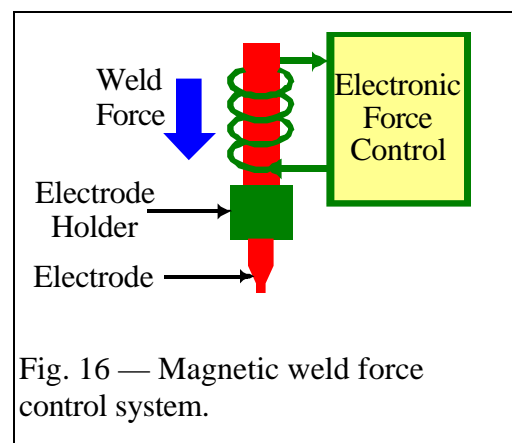 Weld
Force
Electronic
Force
Control
Electrode
Holder
Electrode
Fig. 16 — Magnetic weld force
control system.